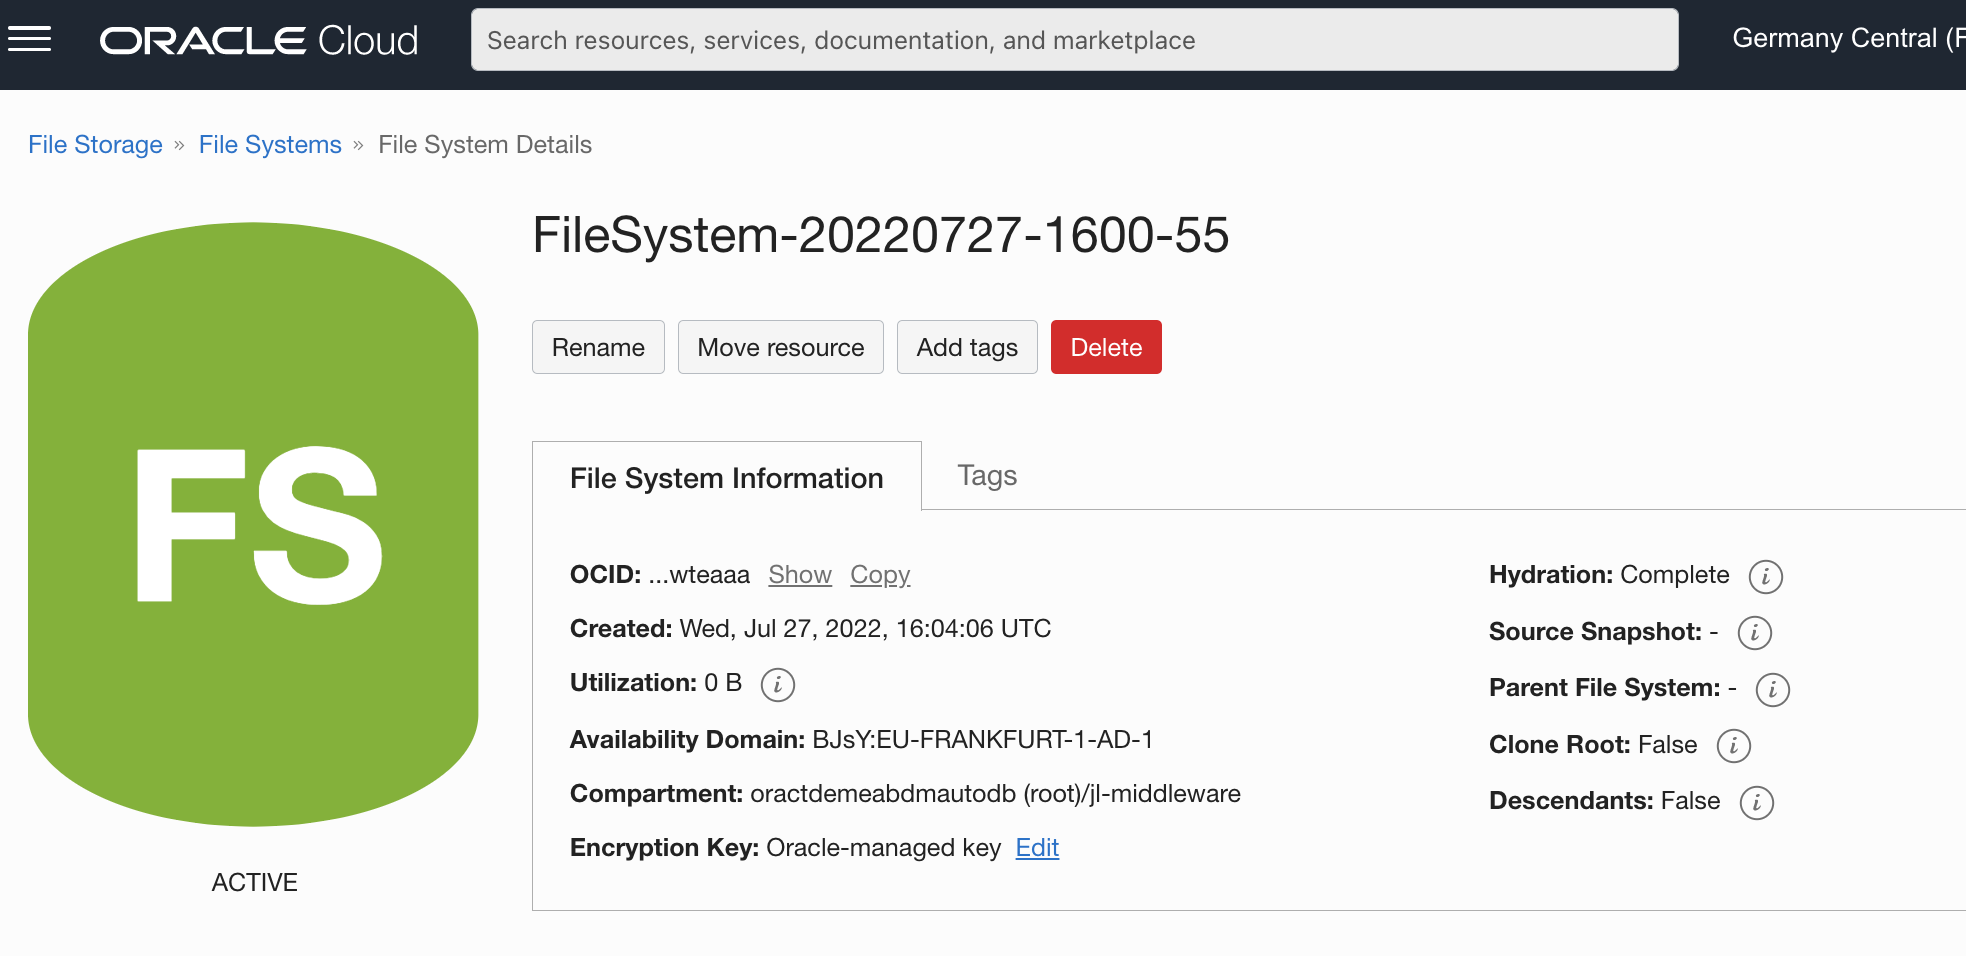 ORACLE Cloud
Search resources, services, documentation, and marketplace
Germany Central (F
File Storage » File Systems » File System Details
FileSystem-20220727-1600-55
Rename Move resource Add tags Delete
FS
ACTIVE
File System Information Tags
OCID: ...wteaaa Show Copy
Created: Wed, Jul 27, 2022, 16:04:06 UTC
Utilization: 0 B i
Availability Domain: BJsY:EU-FRANKFURT-1-AD-1
Compartment: oractdemeabdmautodb (root)/jl-middleware
Encryption Key: Oracle-managed key Edit
Hydration: Complete i
Source Snapshot: - i
Parent File System: - i
Clone Root: False i
Descendants: False i